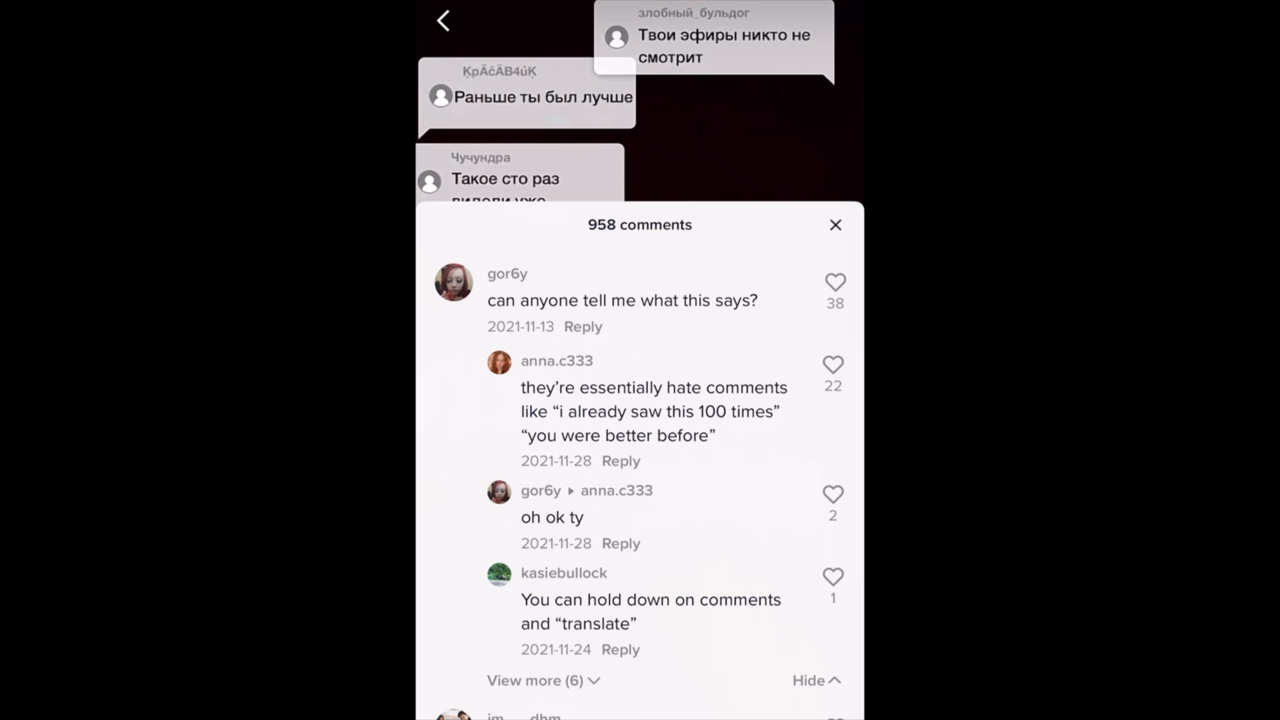 злобный_бульдог
Твои эфиры никто не
смотрит
ĶpÃčÃB4úĶ
Раньше ты был лучше
Чучундра
Такое сто раз
видели уже
958 comments
gor6y
can anyone tell me what this says?
38
2021-11-13 Reply
anna.c333
they’re essentially hate comments
22
like “i already saw this 100 times”
“you were better before”
2021-11-28 Reply
gor6y anna.c333
oh ok ty
2
2021-11-28 Reply
kasiebullock
You can hold down on comments
1
and “translate”
2021-11-24 Reply
View more (6) Hide